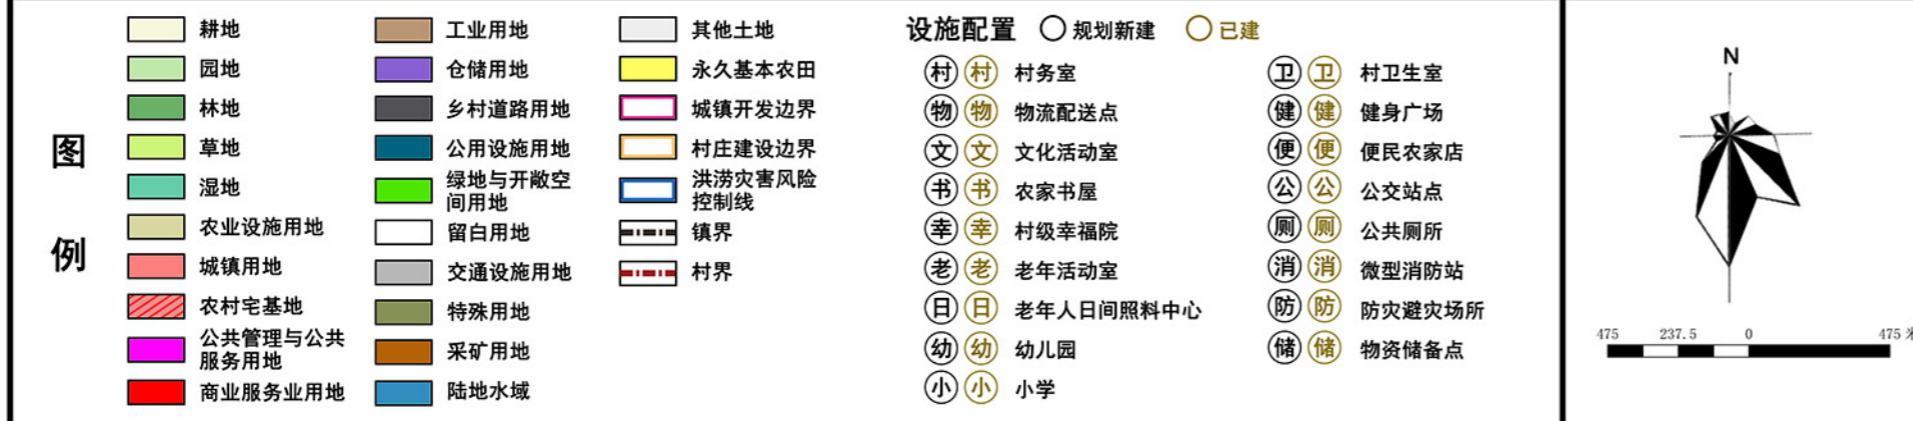 图
例
耕地
园地
林地
草地
湿地
农业设施用地
城镇用地
农村宅基地
公共管理与公共
服务用地
商业服务业用地
工业用地
仓储用地
乡村道路用地
公用设施用地
绿地与开敞空
间用地
留白用地
交通设施用地
特殊用地
采矿用地
陆地水域
其他土地
永久基本农田
城镇开发边界
村庄建设边界
洪涝灾害风险
控制线
镇界
村界
设施配置 规划新建 已建
村 村 村务室
物 物 物流配送点
文 文 文化活动室
书 书 农家书屋
幸 幸 村级幸福院
老 老 老年活动室
日 日 老年人日间照料中心
幼 幼 幼儿园
小 小 小学
卫 卫 村卫生室
健 健 健身广场
便 便 便民农家店
公 公 公交站点
厕 厕 公共厕所
消 消 微型消防站
防 防 防灾避灾场所
储 储 物资储备点
N
475 237.5 0 475 米